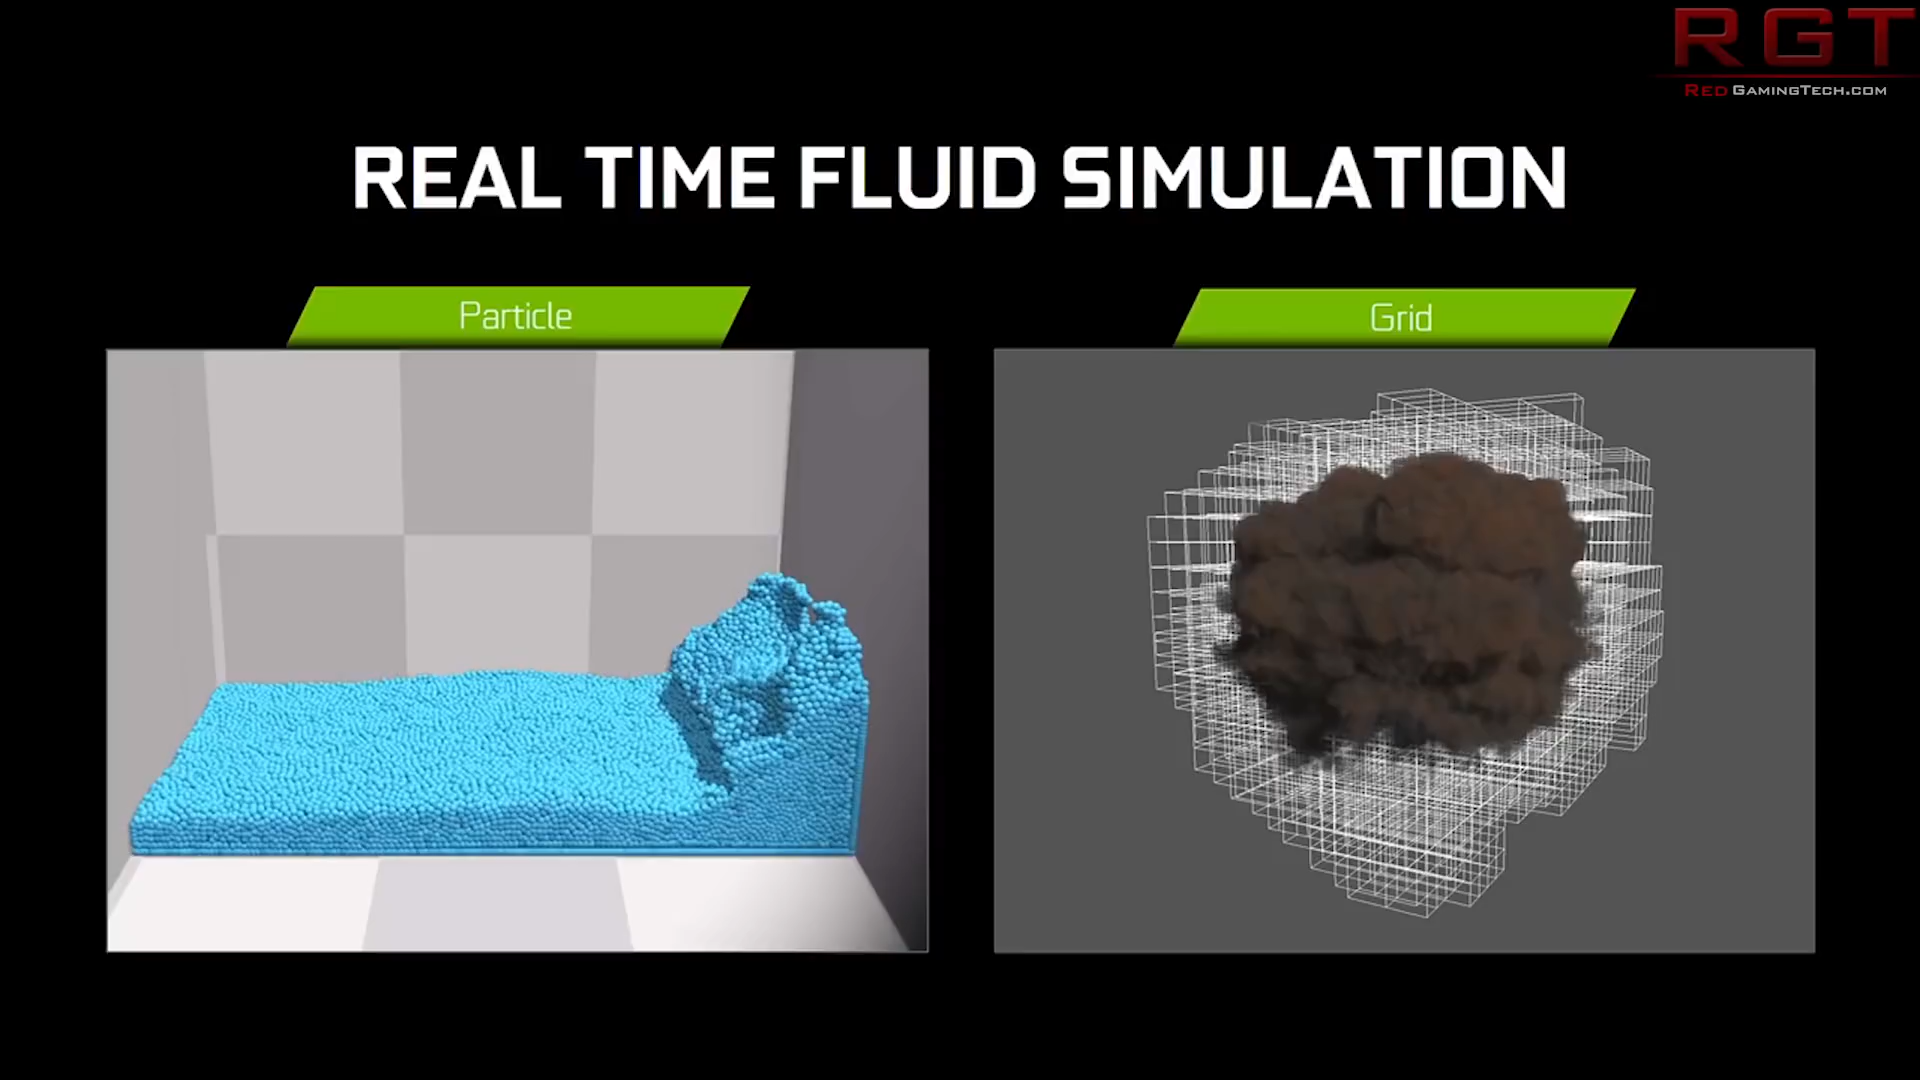 RGT
RED GAMINGTECH.COM
REAL TIME FLUID SIMULATION
Particle
Grid